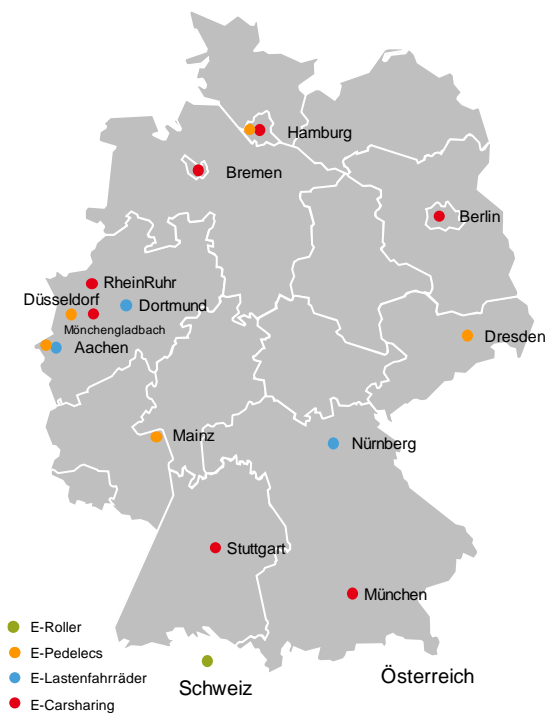 Hamburg
Bremen
Berlin
RheinRuhr
Düsseldorf
Dortmund
Mönchengladbach
Aachen
Dresden
Mainz
Nürnberg
Stuttgart
München
E-Roller
E-Pedelecs
E-Lastenfahrräder
E-Carsharing
Schweiz
Österreich